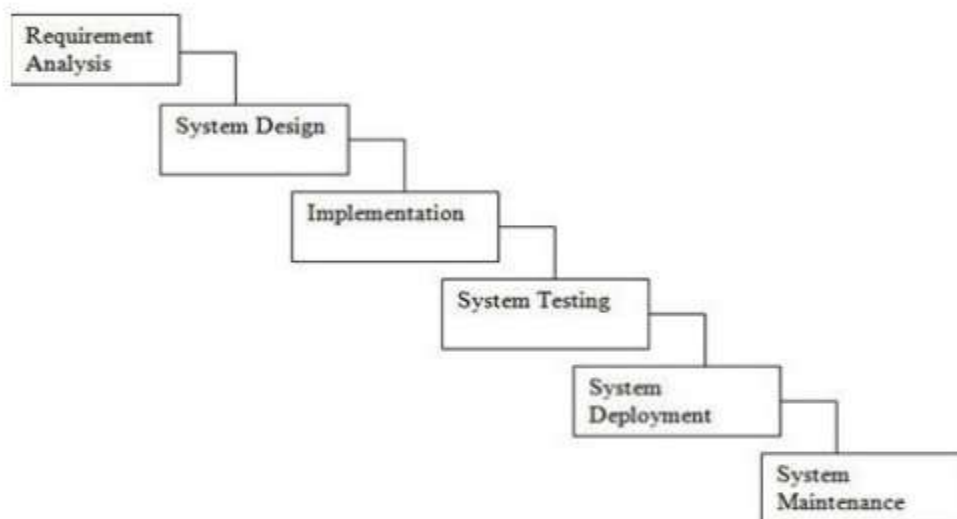 Requirement
Analysis
System Design
Implementation
System Testing
System
Deployment
System
Maintenance